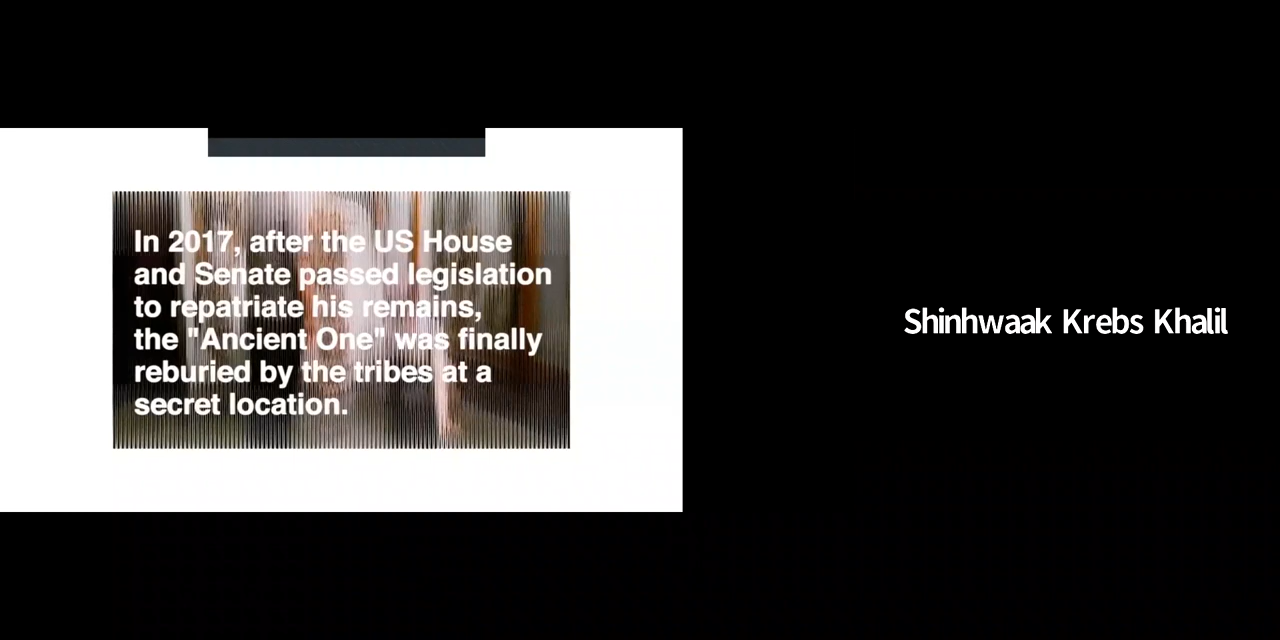 In 2017, after the US House
and Senate passed legislation
to repatriate his remains,
the "Ancient One" was finally
reburied by the tribes at a
secret location.
Shinhwaak Krebs Khalil